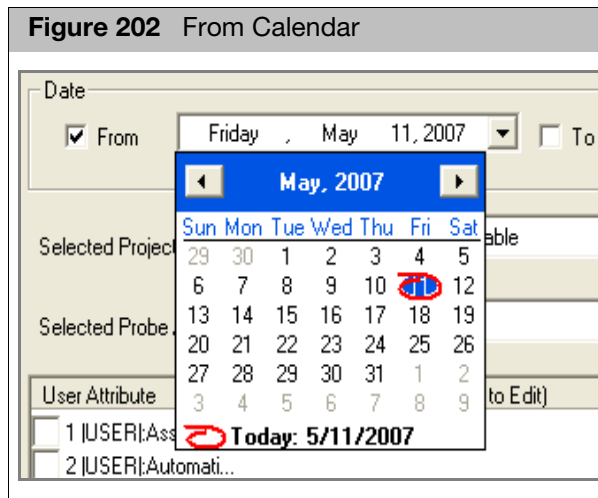 Figure 202 From Calendar
Date
From Friday , May 11, 2007 To
May, 2007
Sun Mon Tue Wed Thu Fri Sat
29 30 1 2 3 4 5
6 7 8 9 10 11 12
13 14 15 16 17 18 19
20 21 22 23 24 25 26
27 28 29 30 31 1 2
3 4 5 6 7 8 9
Today: 5/11/2007
Selected Project able
Selected Probe
User Attribute to Edit)
1 |USER|:Ass
2 |USER|:Automati...